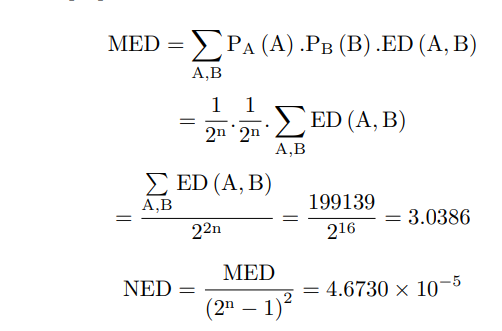 MED = ∑_{A,B} P_A (A) .P_B (B) .ED (A, B)
= 1/2^n . 1/2^n . ∑_{A,B} ED (A, B)
= ∑_{A,B} ED (A, B) / 2^{2n} = 199139 / 2^{16} = 3.0386
NED = MED / (2^n − 1)^2 = 4.6730 × 10^{−5}